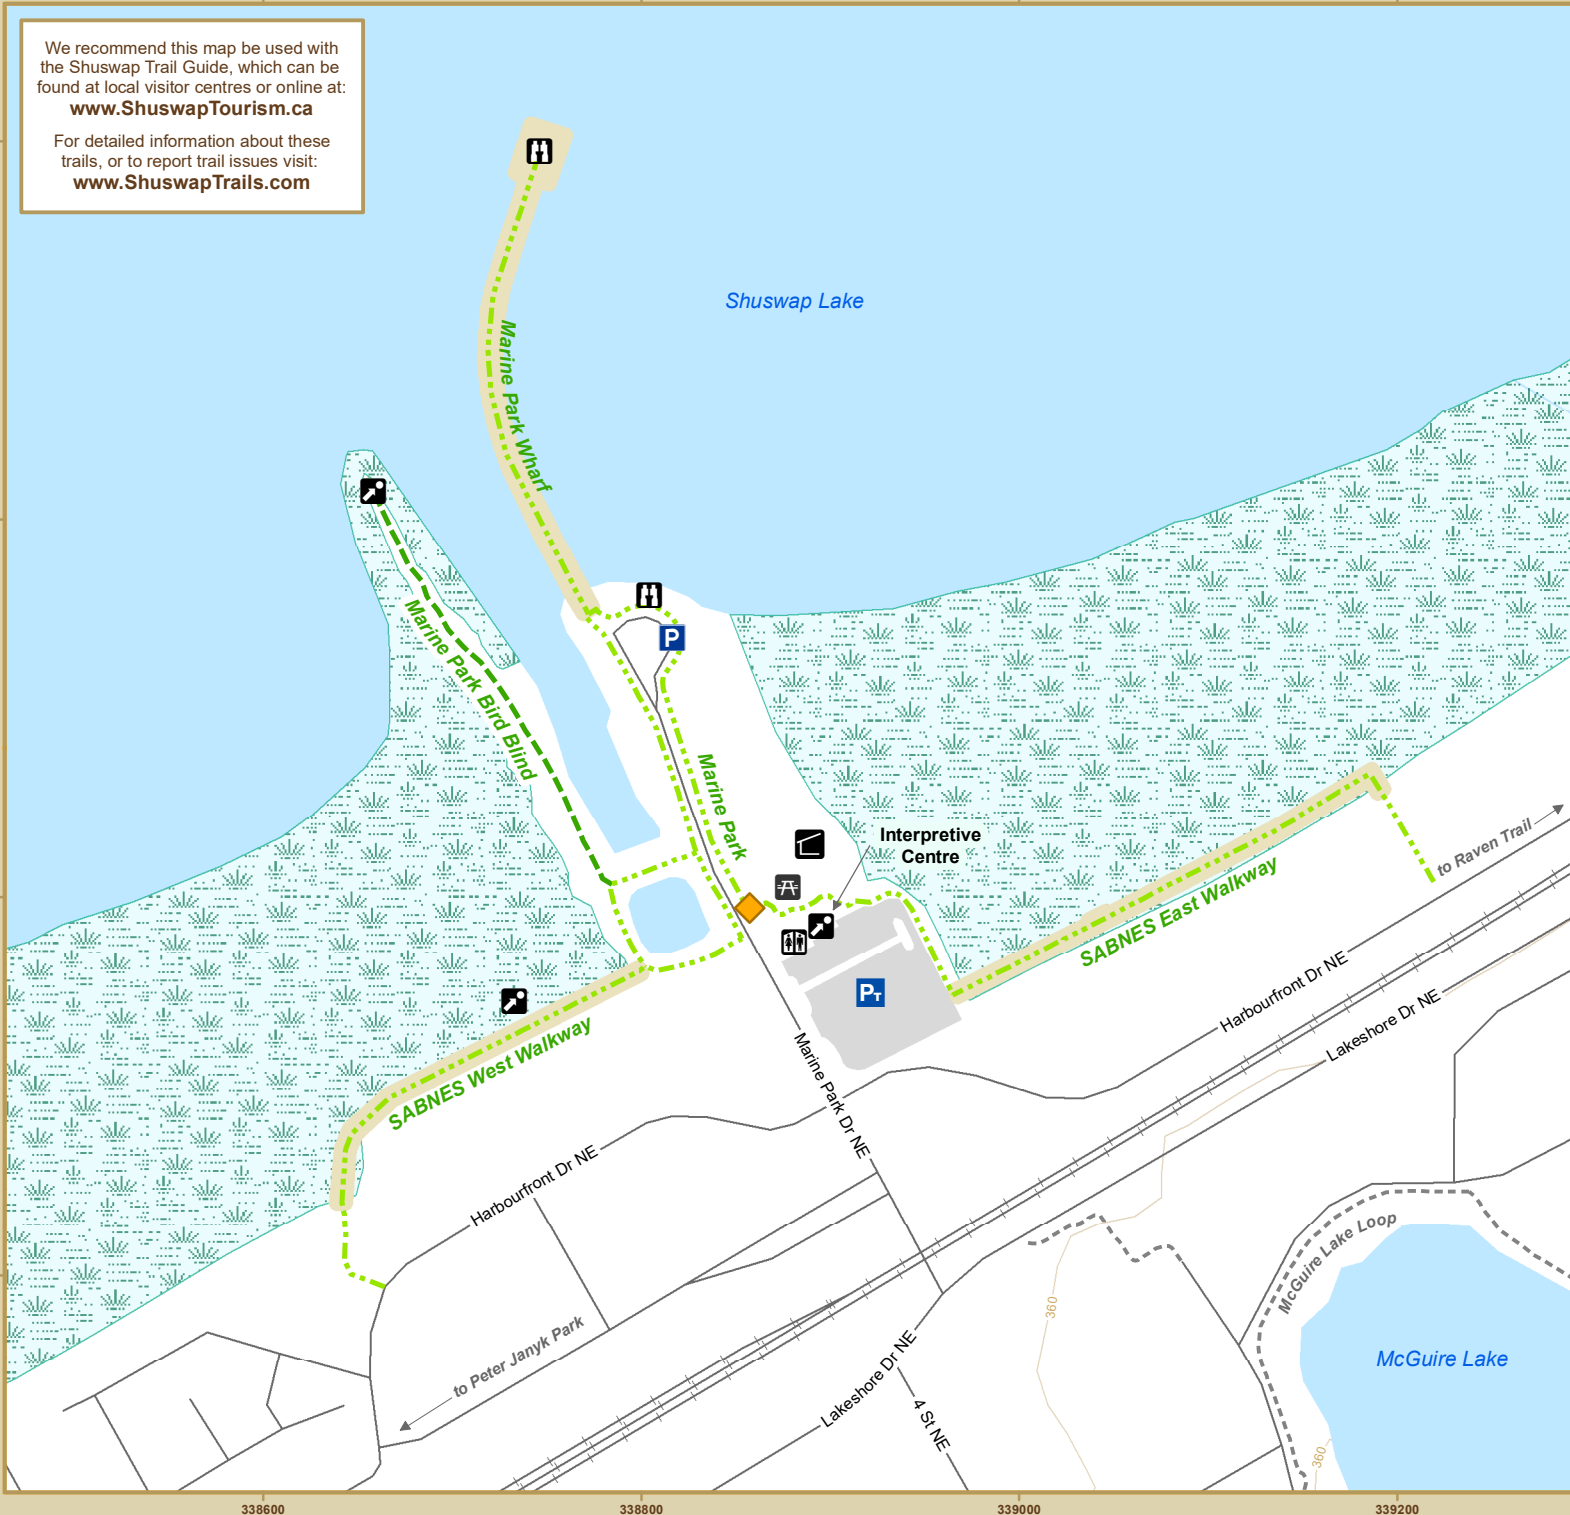 We recommend this map be used with
the Shuswap Trail Guide, which can be
found at local visitor centres or online at:
www.ShuswapTourism.ca
For detailed information about these
trails, or to report trail issues visit:
www.ShuswapTrails.com
Shuswap Lake
Marine Park Wharf
Marine Park Bird Blind
P
Marine Park
Interpretive
Centre
to Raven Trail
SABNES East Walkway
PT
SABNES West Walkway
Harbourfront Dr NE
Lakeshore Dr NE
Marine Park Dr NE
Harbourfront Dr NE
McGuire Lake Loop
360
to Peter Janyk Park
McGuire Lake
Lakeshore Dr NE
4 St NE
360
338600
338800
339000
339200